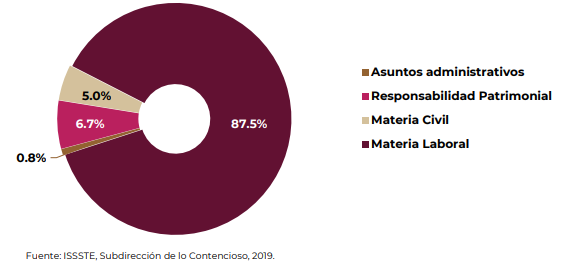 5.0%
6.7%
87.5%
0.8%
Asuntos administrativos
Responsabilidad Patrimonial
Materia Civil
Materia Laboral
Fuente: ISSSTE, Subdirección de lo Contencioso, 2019.